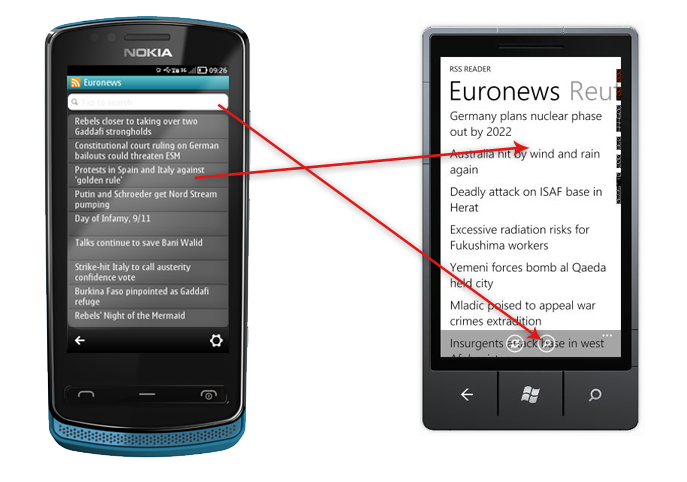 NOKIA
3G 09:26
Euronews
Tap to search
Rebels closer to taking over two
Gaddafi strongholds
Constitutional court ruling on German
bailouts could threaten ESM
Protests in Spain and Italy against
'golden rule'
Putin and Schroeder get Nord Stream
pumping
Day of Infamy, 9/11
Talks continue to save Bani Walid
Strike-hit Italy to call austerity
confidence vote
Burkina Faso pinpointed as Gaddafi
refuge
Rebels' Night of the Mermaid
RSS READER
Euronews Reut
Germany plans nuclear phase
out by 2022
Australia hit by wind and rain
again
Deadly attack on ISAF base in
Herat
Excessive radiation risks for
Fukushima workers
Yemeni forces bomb al Qaeda
held city
Mladic poised to appeal war
crimes extradition
Insurgents attack base in west